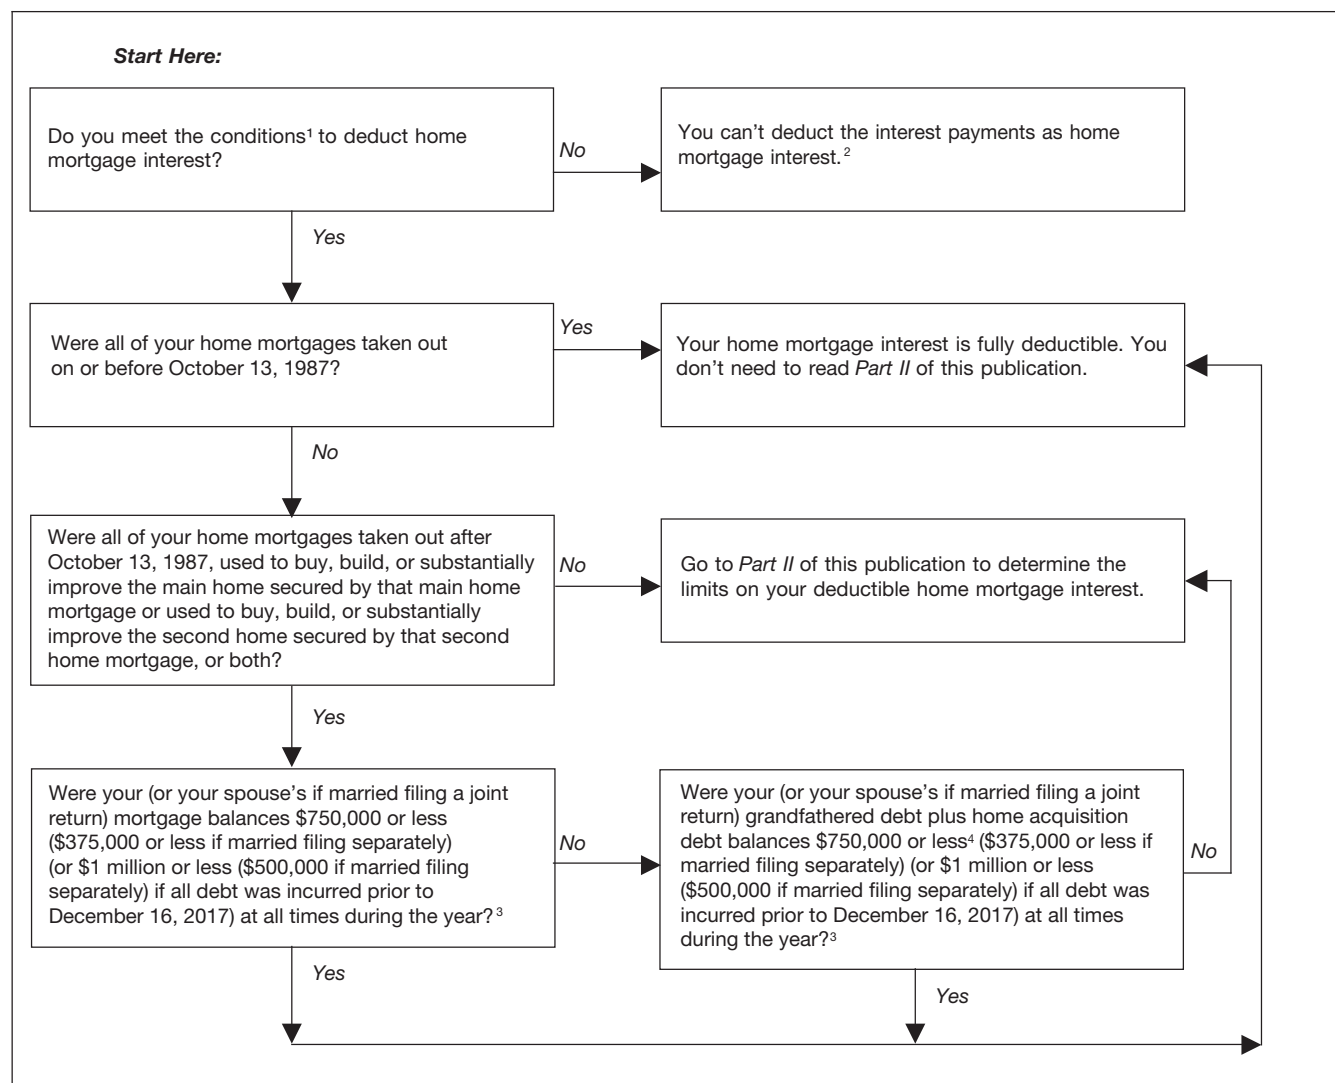 Start Here:
Do you meet the conditions¹ to deduct home
mortgage interest?
No
You can't deduct the interest payments as home
mortgage interest.²
Yes
Were all of your home mortgages taken out
on or before October 13, 1987?
Yes
Your home mortgage interest is fully deductible. You
don't need to read Part II of this publication.
No
Were all of your home mortgages taken out after
October 13, 1987, used to buy, build, or substantially
improve the main home secured by that main home
mortgage or used to buy, build, or substantially
improve the second home secured by that second
home mortgage, or both?
No
Go to Part II of this publication to determine the
limits on your deductible home mortgage interest.
Yes
Were your (or your spouse's if married filing a joint
return) mortgage balances $750,000 or less
($375,000 or less if married filing separately)
(or $1 million or less ($500,000 if married filing
separately) if all debt was incurred prior to
December 16, 2017) at all times during the year?³
No
Were your (or your spouse's if married filing a joint
return) grandfathered debt plus home acquisition
debt balances $750,000 or less⁴ ($375,000 or less if
married filing separately) (or $1 million or less
($500,000 if married filing separately) if all debt was
incurred prior to December 16, 2017) at all times
during the year?³
No
Yes
Yes